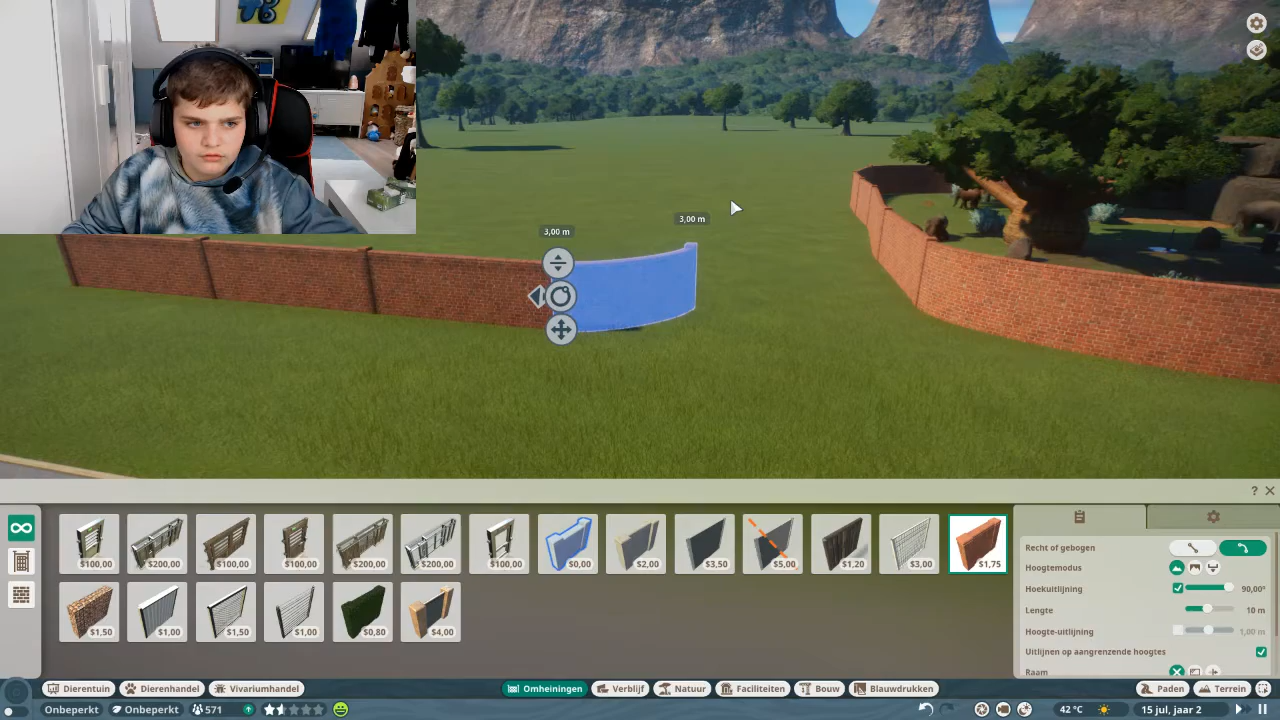 3,00 m
3,00 m
$100,00 $200,00 $100,00 $100,00 $200,00 $200,00 $100,00 $0,00 $2,00 $3,50 $5,00 $1,20 $3,00 $1,75
$1,50 $1,00 $1,50 $1,00 $0,80 $4,00
? ✕
Recht of gebogen
Hoogtemodus
Hoekuitlijning 90,00°
Lengte 10 m
Hoogte-uitlijning 1,00 m
Uitlijnen op aangrenzende hoogtes
Raam
Dierentuin Dierenhandel Vivariumhandel Omheiningen Verblijf Natuur Faciliteiten Bouw Blauwdrukken Paden Terrein
Onbeperkt Onbeperkt 571 42 °C 15 jul, jaar 2